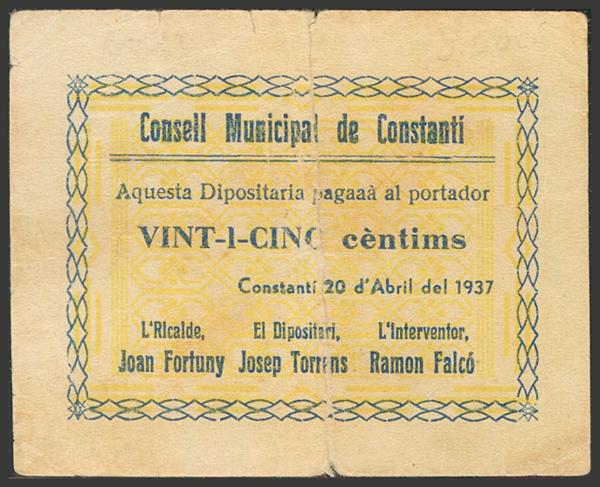 Consell Municipal de Constantí
Aquesta Dipositaria pagaaà al portador
VINT-I-CINC cèntims
Constantí 20 d'Abril del 1937
L'Alcalde, El Dipositari, L'Interventor,
Joan Fortuny Josep Torrens Ramon Falcó